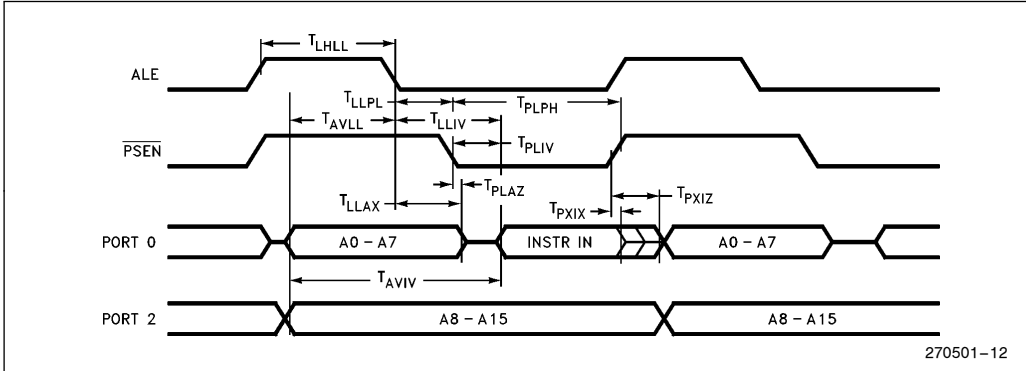 T_LHLL
ALE
T_LLPL
T_PLPH
T_AVLL
T_LLIV
PSEN
T_PLIV
T_PLAZ
T_LLAX
T_PXIZ
T_PXIX
PORT 0
A0 – A7
INSTR IN
A0 – A7
T_AVIV
PORT 2
A8 – A15
A8 – A15
270501–12